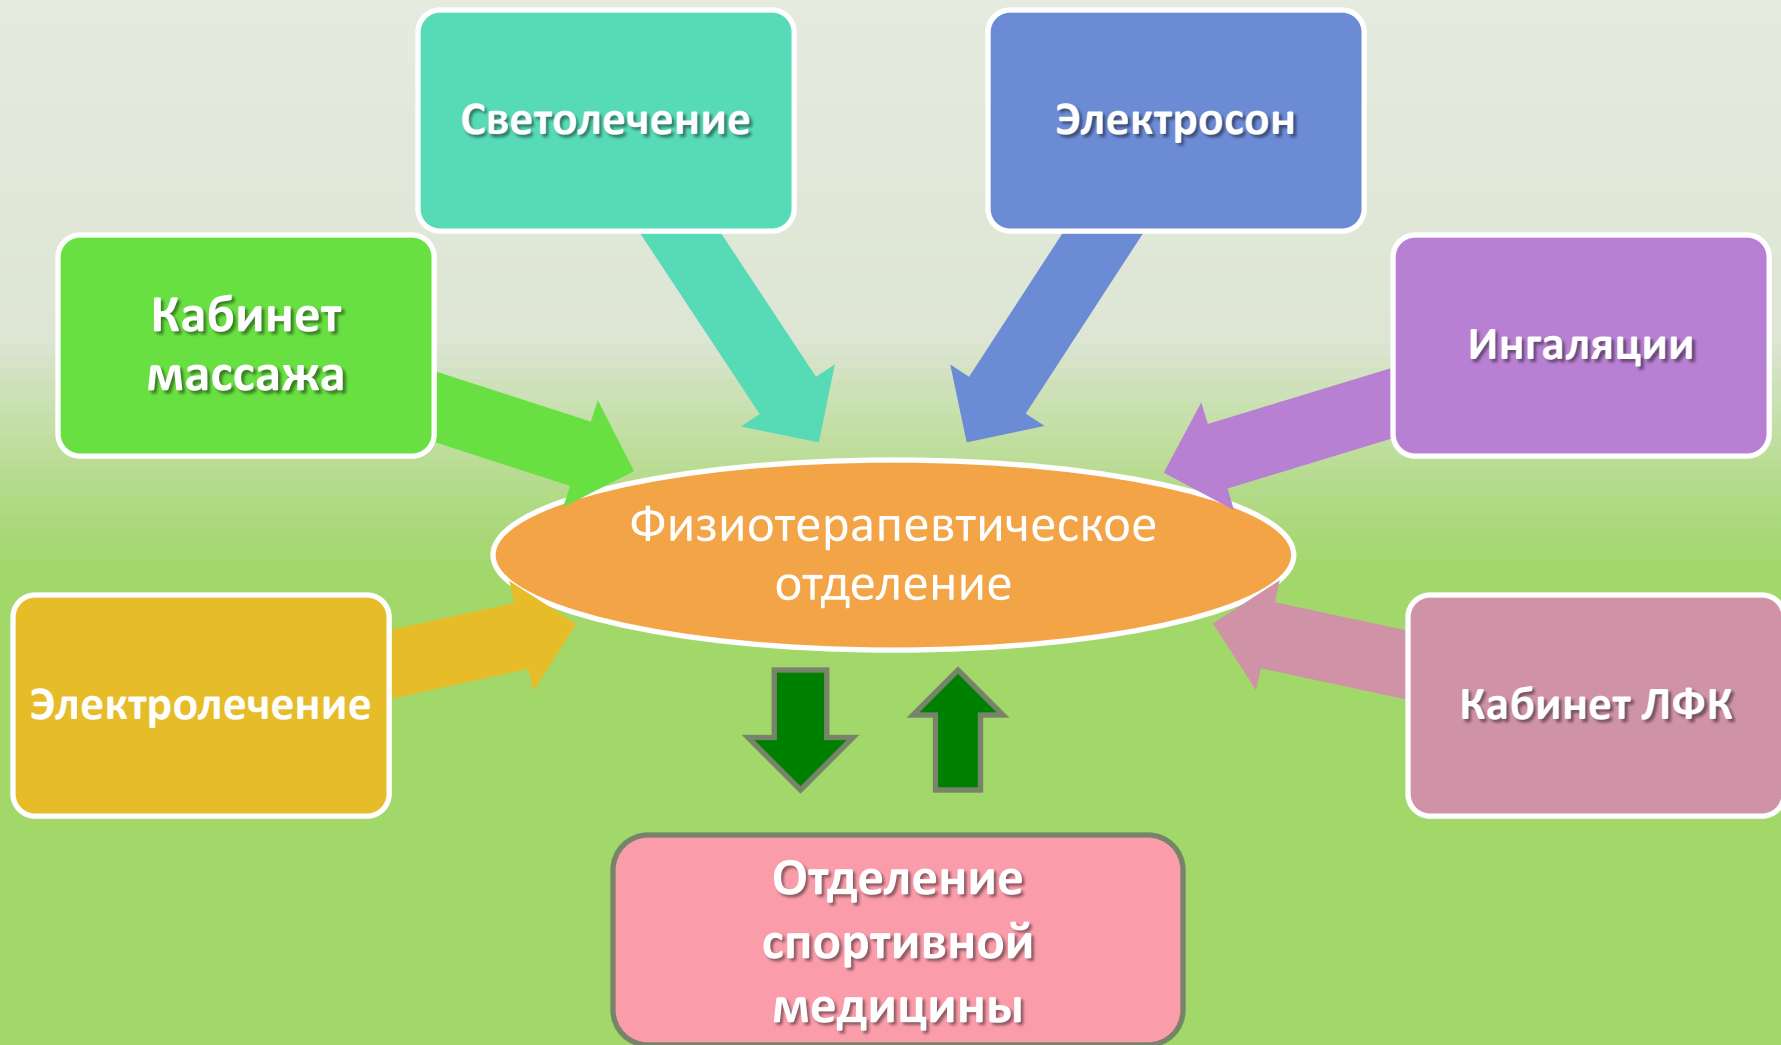 Светолечение
Электросон
Кабинет
массажа
Ингаляции
Физиотерапевтическое
отделение
Электролечение
Кабинет ЛФК
Отделение
спортивной
медицины